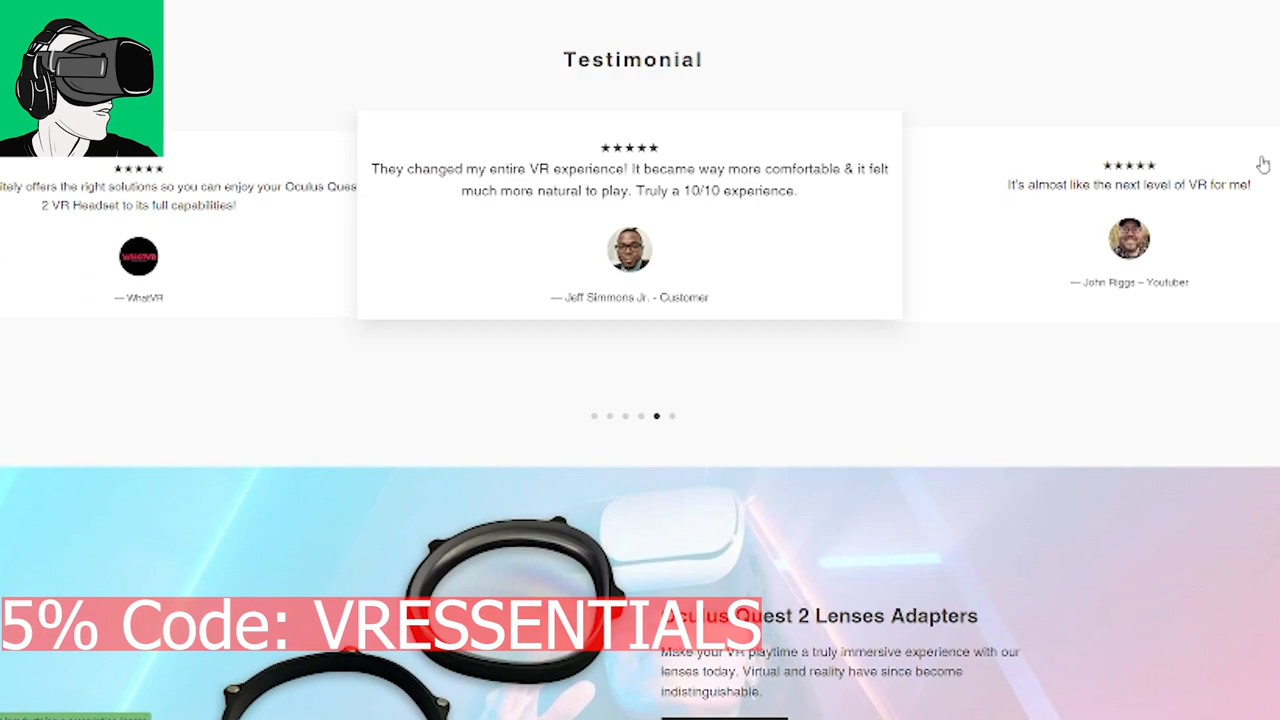 Testimonial
★★★★★
itely offers the right solutions so you can enjoy your Oculus Ques
2 VR Headset to its full capabilities!
WHATVR
— WhatVR
★★★★★
They changed my entire VR experience! It became way more comfortable & it felt
much more natural to play. Truly a 10/10 experience.
— Jeff Simmons Jr. - Customer
★★★★★
It's almost like the next level of VR for me!
— John Riggs – Youtuber
5% Code: VRESSENTIALS
Oculus Quest 2 Lenses Adapters
Make your VR playtime a truly immersive experience with our
lenses today. Virtual and reality have since become
indistinguishable.